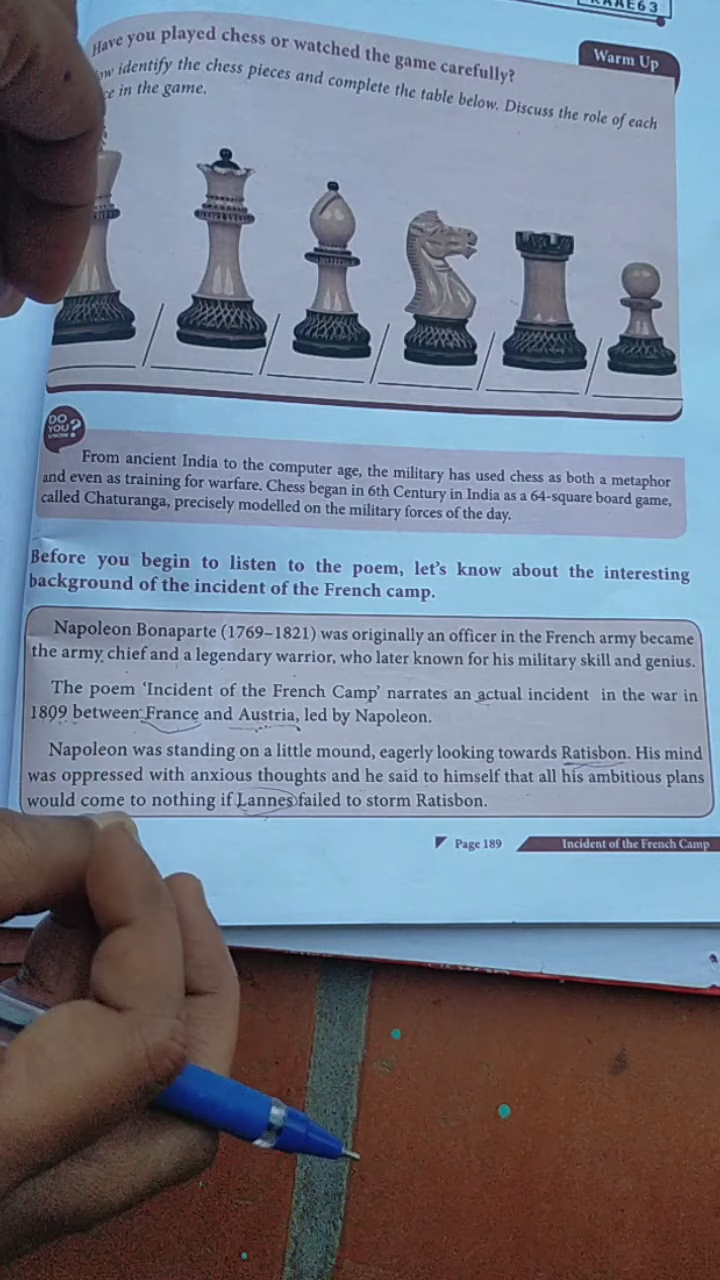 Have you played chess or watched the game carefully?
Warm Up
identify the chess pieces and complete the table below. Discuss the role of each
in the game.
DO YOU KNOW?
From ancient India to the computer age, the military has used chess as both a metaphor
and even as training for warfare. Chess began in 6th Century in India as a 64-square board game,
called Chaturanga, precisely modelled on the military forces of the day.
Before you begin to listen to the poem, let's know about the interesting
background of the incident of the French camp.
Napoleon Bonaparte (1769–1821) was originally an officer in the French army became
the army chief and a legendary warrior, who later known for his military skill and genius.
The poem ‘Incident of the French Camp’ narrates an actual incident in the war in
1809 between France and Austria, led by Napoleon.
Napoleon was standing on a little mound, eagerly looking towards Ratisbon. His mind
was oppressed with anxious thoughts and he said to himself that all his ambitious plans
would come to nothing if Lannes failed to storm Ratisbon.
Page 189
Incident of the French Camp